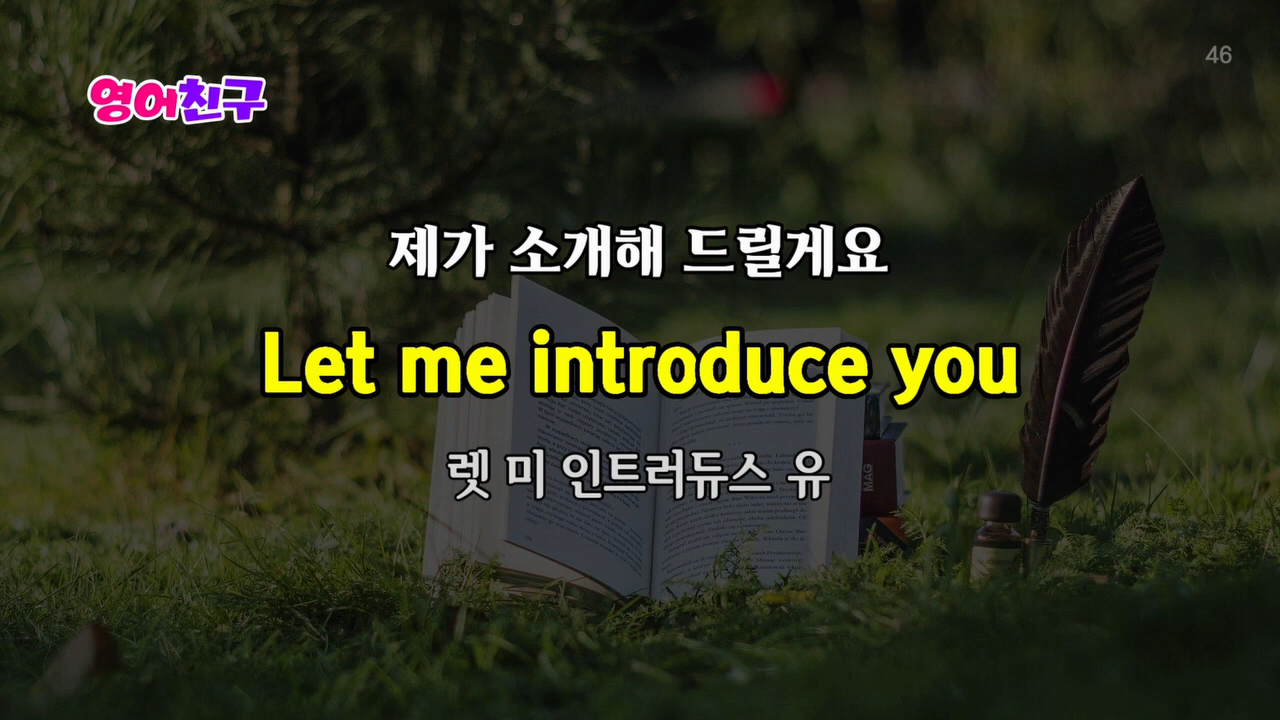 46
영어친구
제가 소개해 드릴게요
Let me introduce you
렛 미 인트러듀스 유
MAG